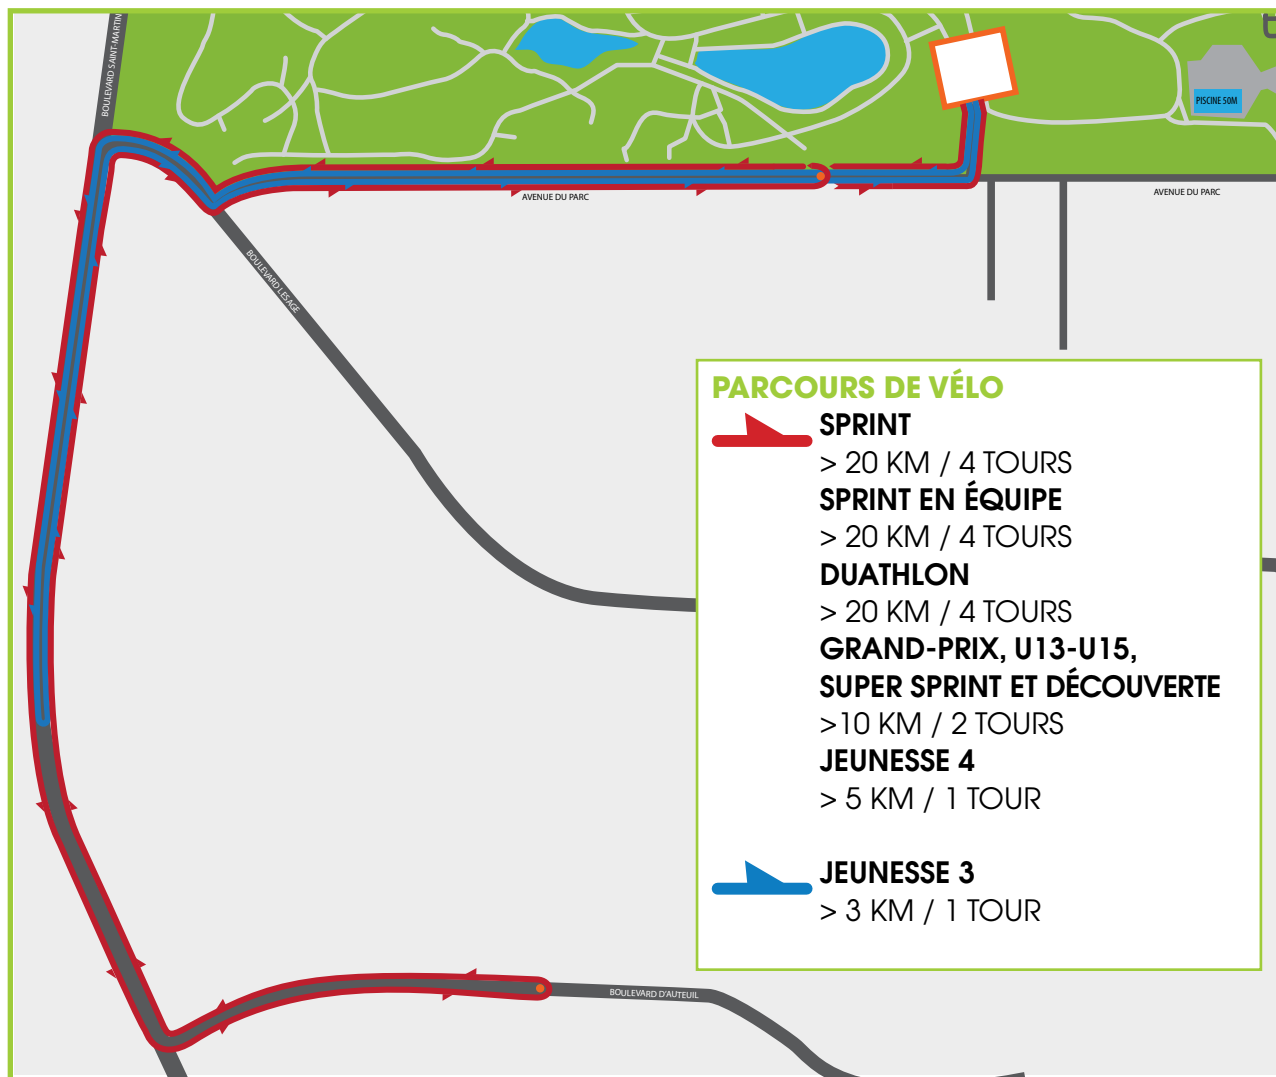 BOULEVARD SAINT-MARTIN
PISCINE 50M
AVENUE DU PARC
AVENUE DU PARC
BOULEVARD LESAGE
PARCOURS DE VÉLO
SPRINT
> 20 KM / 4 TOURS
SPRINT EN ÉQUIPE
> 20 KM / 4 TOURS
DUATHLON
> 20 KM / 4 TOURS
GRAND-PRIX, U13-U15,
SUPER SPRINT ET DÉCOUVERTE
>10 KM / 2 TOURS
JEUNESSE 4
> 5 KM / 1 TOUR
JEUNESSE 3
> 3 KM / 1 TOUR
BOULEVARD D'AUTEUIL